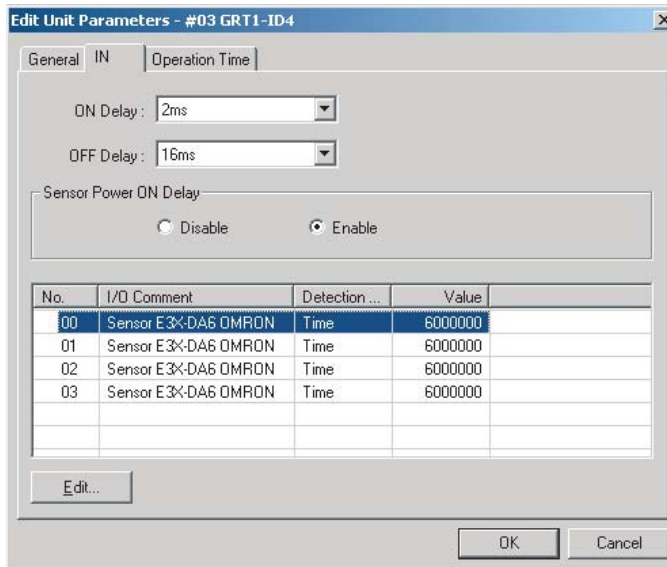 Edit Unit Parameters - #03 GRT1-ID4
General IN Operation Time
ON Delay : 2ms
OFF Delay : 16ms
Sensor Power ON Delay
Disable Enable
No. I/O Comment Detection ... Value
00 Sensor E3X-DA6 OMRON Time 6000000
01 Sensor E3X-DA6 OMRON Time 6000000
02 Sensor E3X-DA6 OMRON Time 6000000
03 Sensor E3X-DA6 OMRON Time 6000000
Edit...
OK Cancel